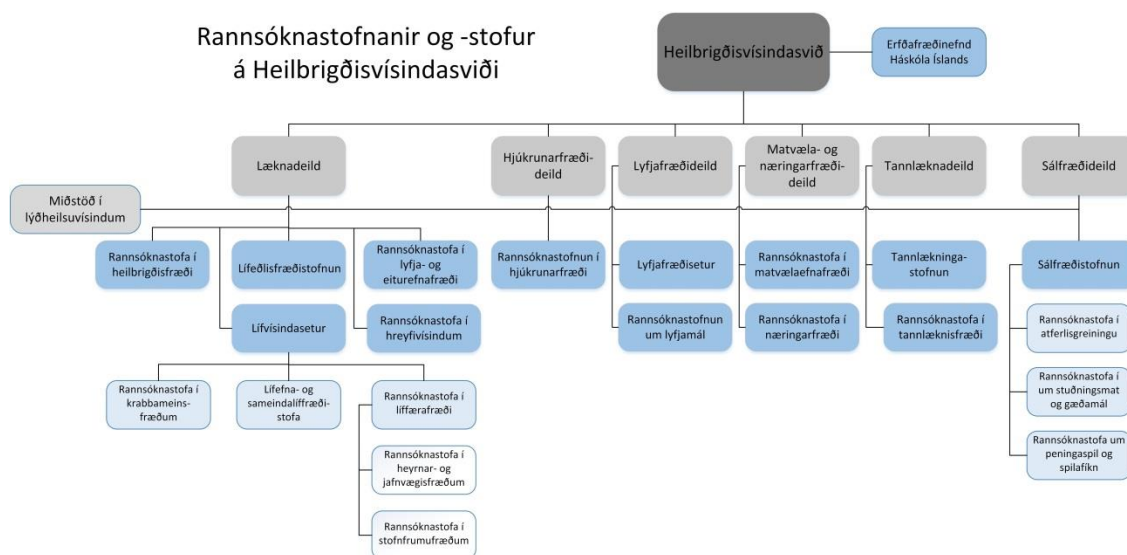 Rannsóknastofnanir og -stofur
á Heilbrigðisvísindasviði
Heilbrigðisvísindasvið
Erfðafræðinefnd
Háskóla Íslands
Læknadeild
Hjúkrunarfræði-
deild
Lyfjafræðideild
Matvæla- og
næringarfræði-
deild
Tannlæknadeild
Sálfræðideild
Miðstöð í
lýðheilsuvísindum
Rannsóknastofa í
heilbrigðisfræði
Lífeðlisfræðistofnun
Rannsóknastofa í
lyfja- og
eiturefnafræði
Rannsóknastofnun í
hjúkrunarfræði
Lyfjafræðisetur
Rannsóknastofa í
matvælaefnafræði
Tannlækninga-
stofnun
Sálfræðistofnun
Lífvísindasetur
Rannsóknastofa í
hreyfivísindum
Rannsóknastofnun
um lyfjamál
Rannsóknastofa í
næringarfræði
Rannsóknastofa í
tannlæknisfræði
Rannsóknastofa í
atferlisgreiningu
Rannsóknastofa í
krabbameins-
fræðum
Lífefna- og
sameindalíffræði-
stofa
Rannsóknastofa í
líffærafræði
Rannsóknastofa í
um stuðningsmat
og gæðamál
Rannsóknastofa í
heyrnar- og
jafnvægisfræðum
Rannsóknastofa um
peningaspil og
spilafíkn
Rannsóknastofa í
stofnfrumufræðum